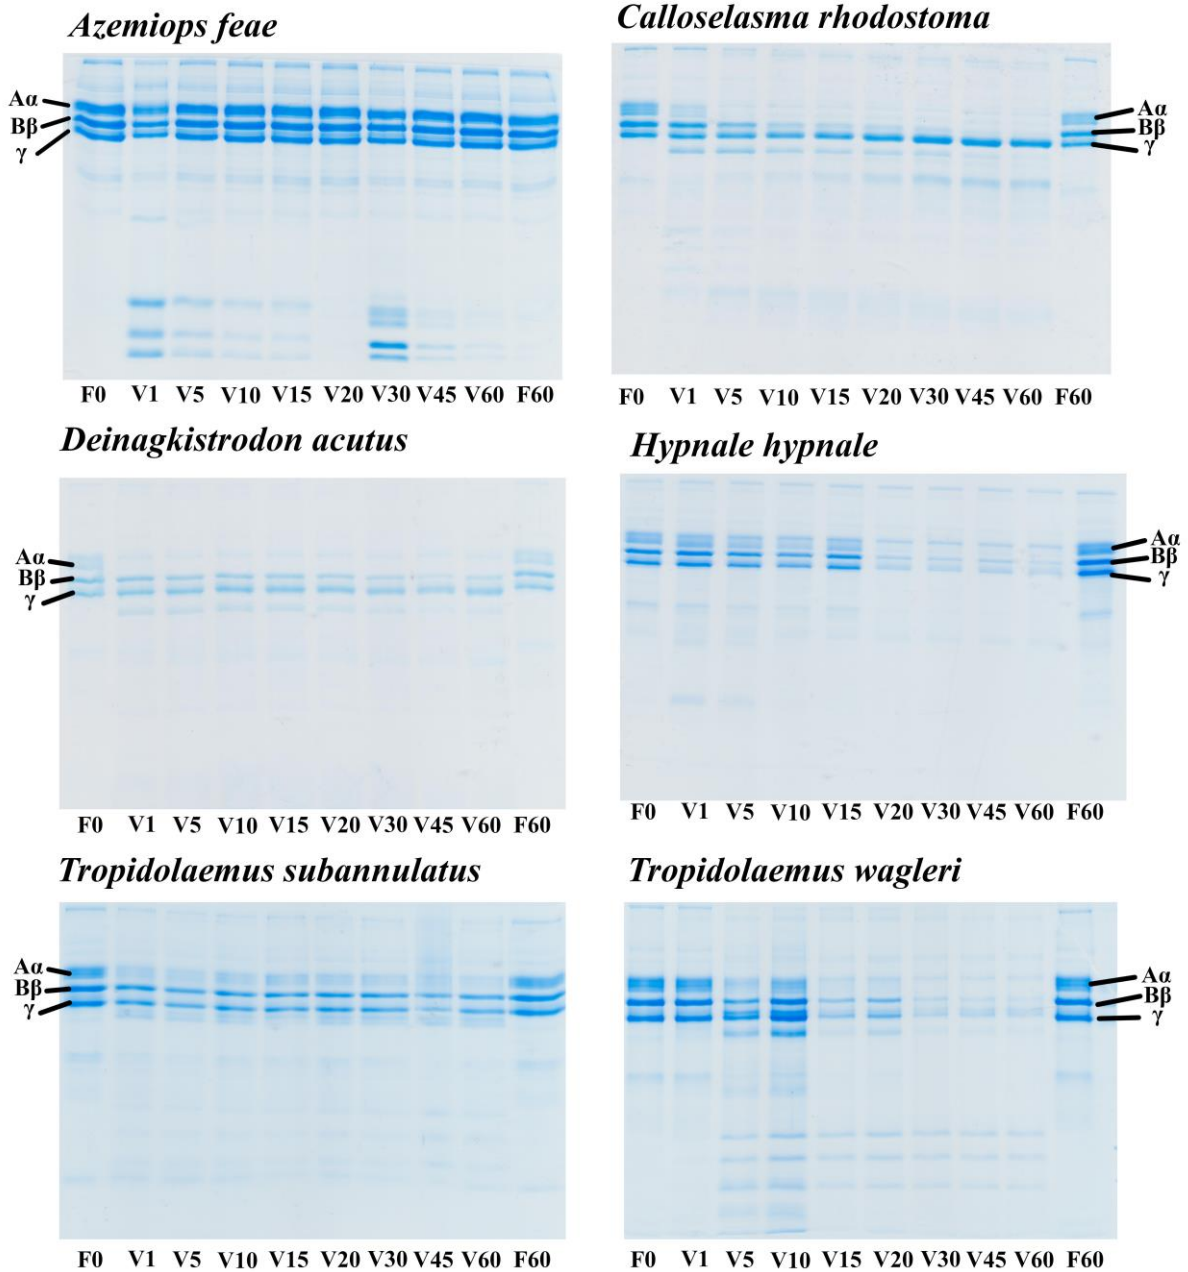 Azemiops feae
Aα
Bβ
γ
F0 V1 V5 V10 V15 V20 V30 V45 V60 F60
Calloselasma rhodostoma
Aα
Bβ
γ
F0 V1 V5 V10 V15 V20 V30 V45 V60 F60
Deinagkistrodon acutus
Aα
Bβ
γ
F0 V1 V5 V10 V15 V20 V30 V45 V60 F60
Hypnale hypnale
Aα
Bβ
γ
F0 V1 V5 V10 V15 V20 V30 V45 V60 F60
Tropidolaemus subannulatus
Aα
Bβ
γ
F0 V1 V5 V10 V15 V20 V30 V45 V60 F60
Tropidolaemus wagleri
Aα
Bβ
γ
F0 V1 V5 V10 V15 V20 V30 V45 V60 F60